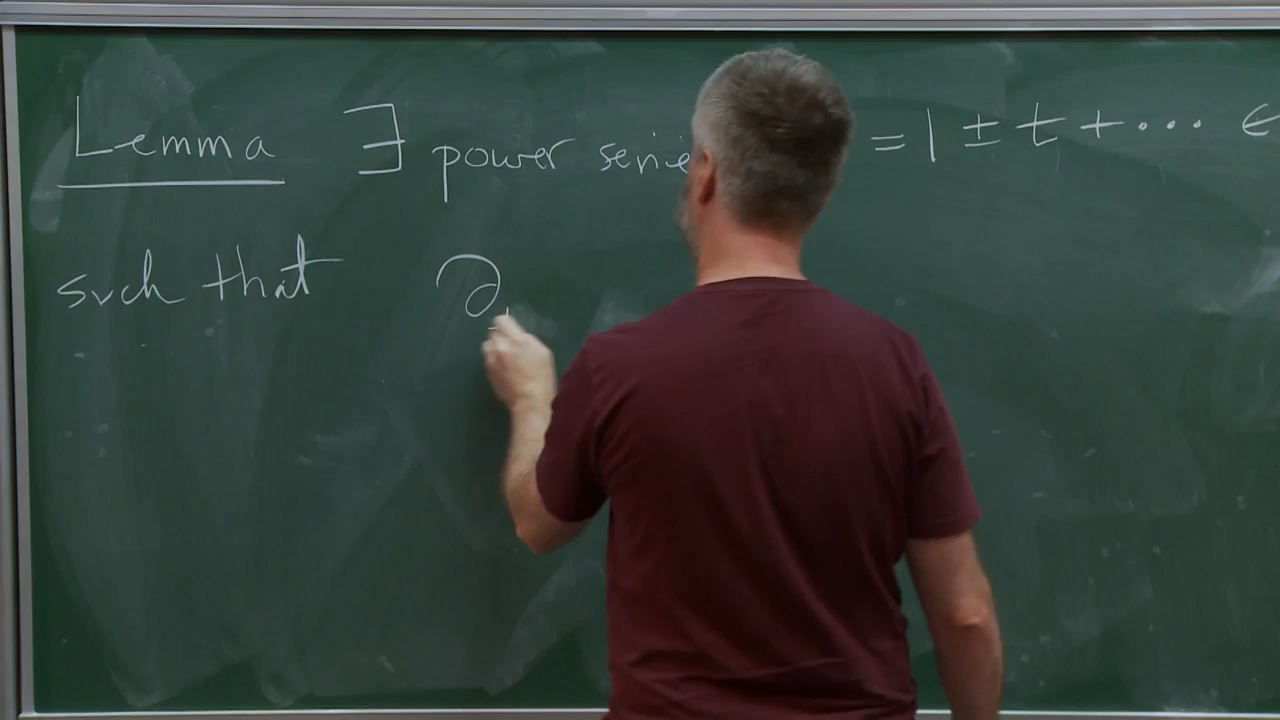 Lemma ∃ power serie = 1 ± t + ... ∈
such that ∂